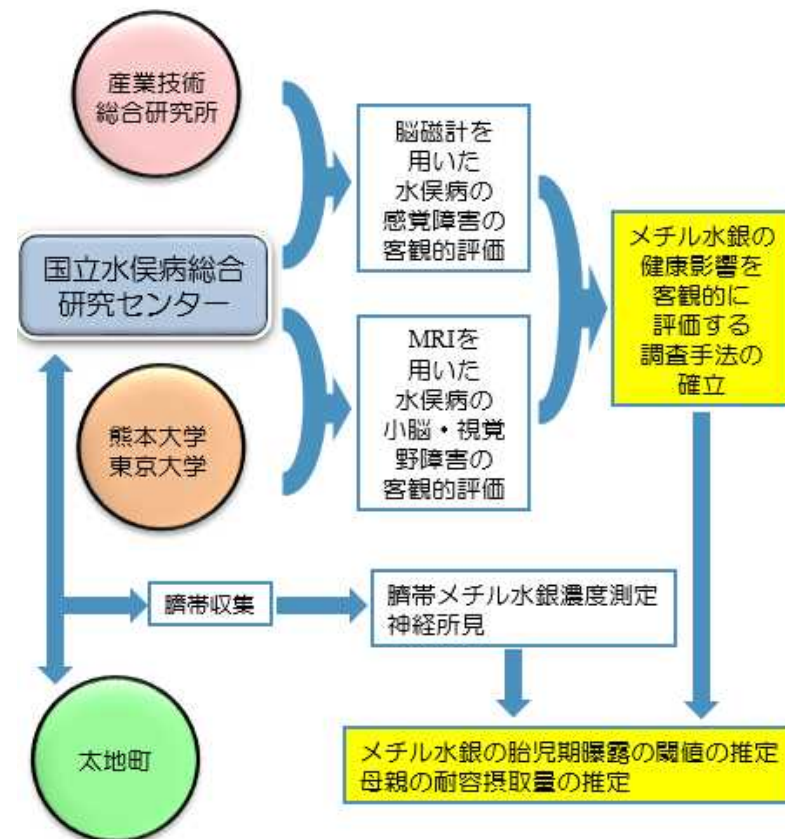 産業技術
総合研究所
脳磁計を
用いた
水俣病の
感覚障害の
客観的評価
国立水俣病総合
研究センター
メチル水銀の
健康影響を
客観的に
評価する
調査手法の
確立
MRIを
用いた
水俣病の
小脳・視覚
野障害の
客観的評価
熊本大学
東京大学
臍帯収集
臍帯メチル水銀濃度測定
神経所見
太地町
メチル水銀の胎児期曝露の閾値の推定
母親の耐容摂取量の推定